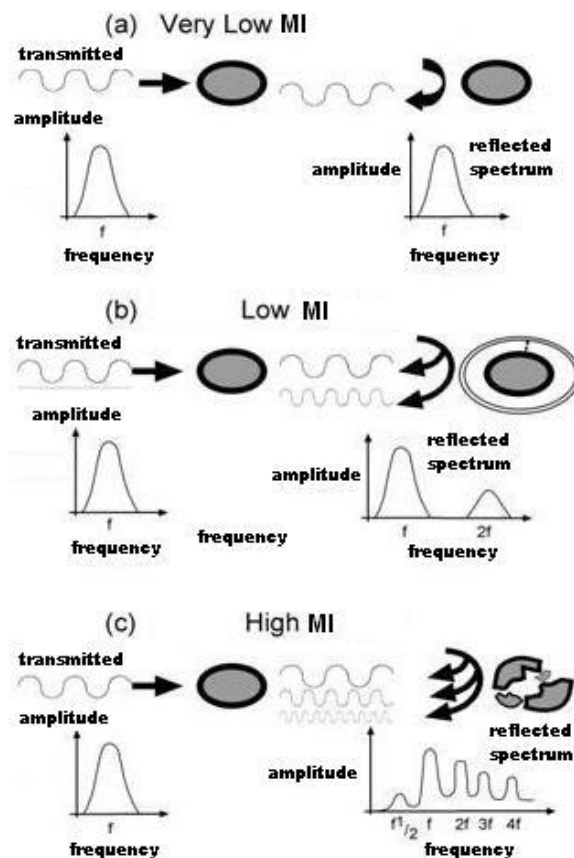 (a) Very Low MI
transmitted
amplitude
f
frequency
amplitude
reflected
spectrum
f
frequency
(b) Low MI
transmitted
amplitude
f
frequency
frequency
amplitude
reflected
spectrum
f 2f
frequency
(c) High MI
transmitted
amplitude
f
frequency
amplitude
reflected
spectrum
f1/2 f 2f 3f 4f
frequency